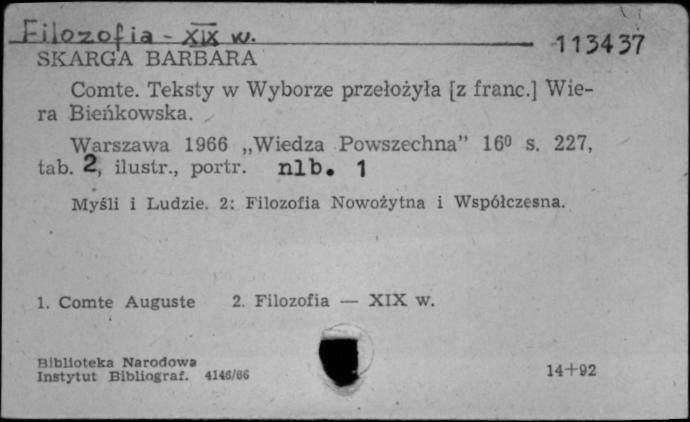 Filozofia - XIX w.
113437
SKARGA BARBARA
Comte. Teksty w Wyborze przełożyła [z franc.] Wie-
ra Bieńkowska.
Warszawa 1966 „Wiedza Powszechna” 16⁰ s. 227,
tab. 2, ilustr., portr. nlb. 1
Myśli i Ludzie. 2: Filozofia Nowożytna i Współczesna.
1. Comte Auguste 2. Filozofia — XIX w.
Biblioteka Narodowa
Instytut Bibliograf. 4146/66
14+92